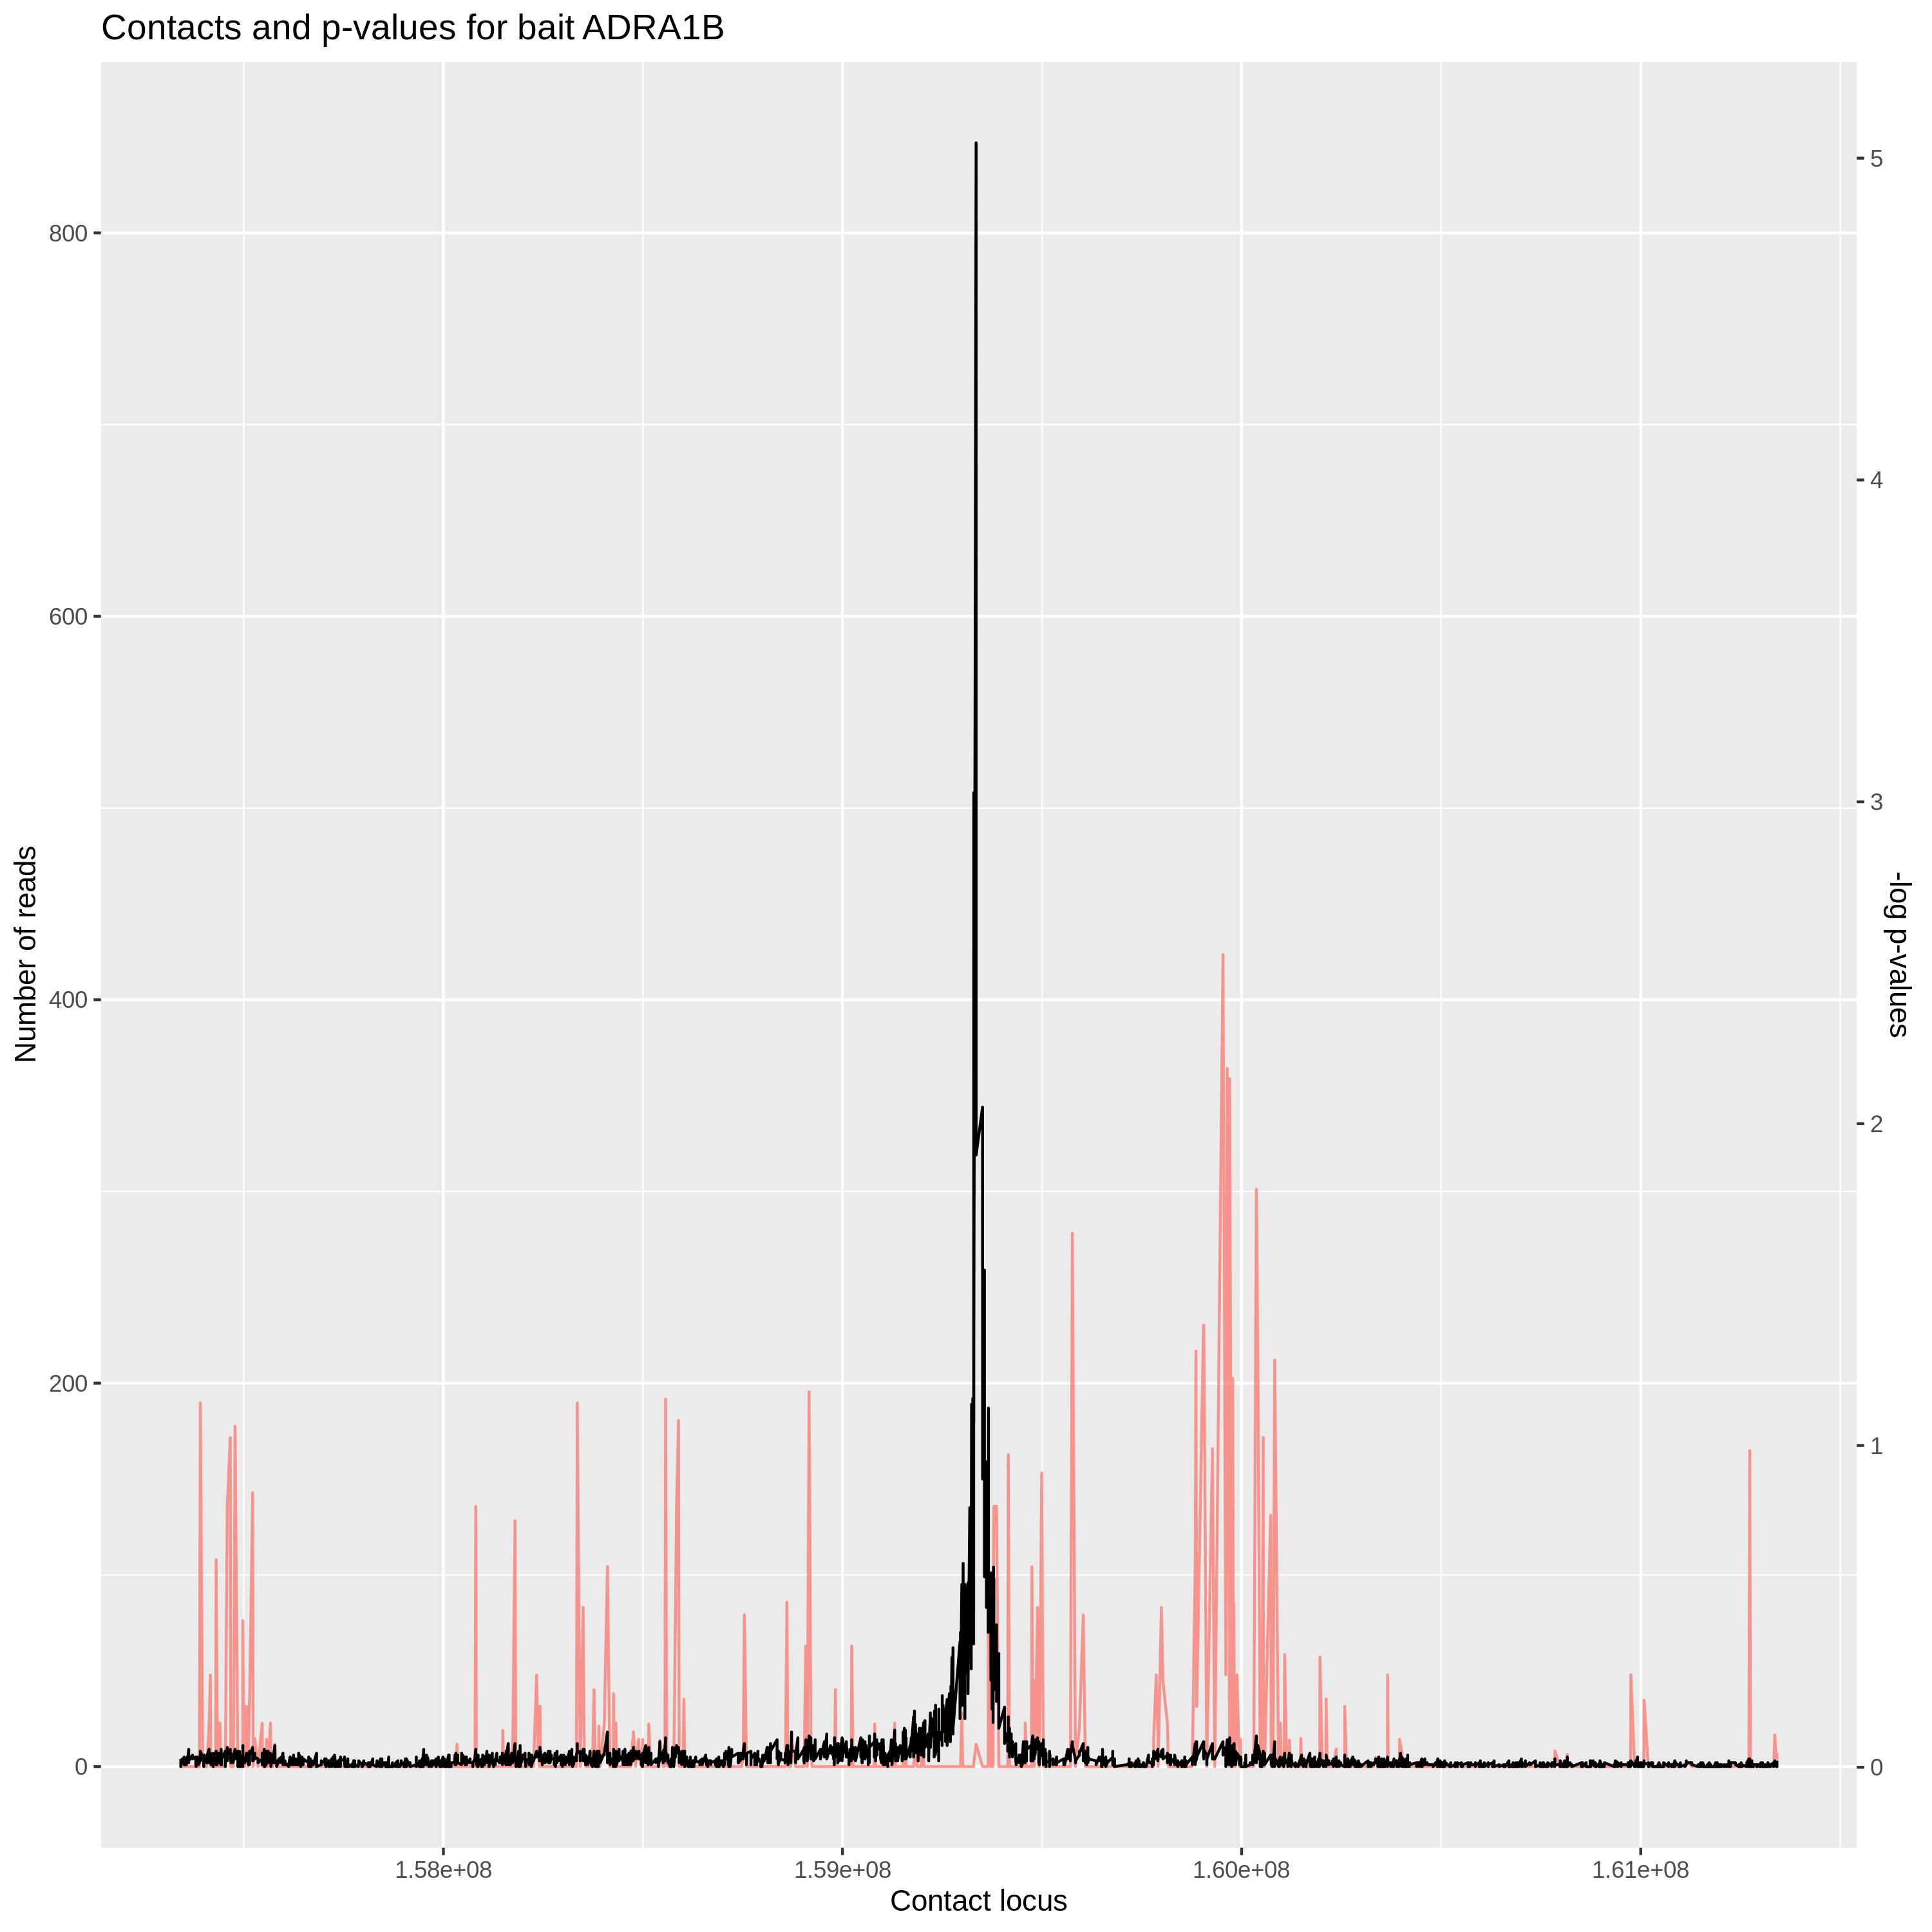 Contacts and p-values for bait ADRA1B
800
600
400
200
0
Number of reads
5
4
3
2
1
0
-log p-values
1.58e+08
1.59e+08
1.60e+08
1.61e+08
Contact locus